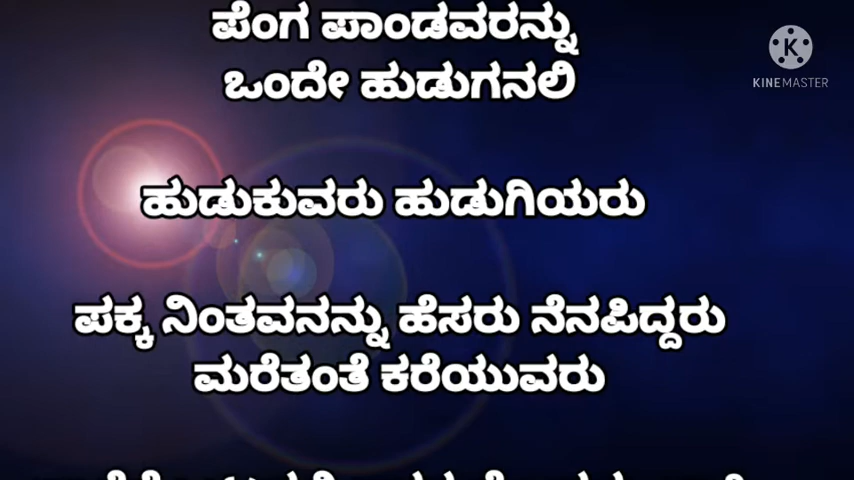 ಪೆಂಗ ಪಾಂಡವರನ್ನು
KINEMASTER
ಒಂದೇ ಹುಡುಗನಲಿ
ಹುಡುಕುವರು ಹುಡುಗಿಯರು
ಪಕ್ಕ ನಿಂತವನನ್ನು ಹೆಸರು ನೆನಪಿದ್ದರು
ಮರೆತಂತೆ ಕರೆಯುವರು